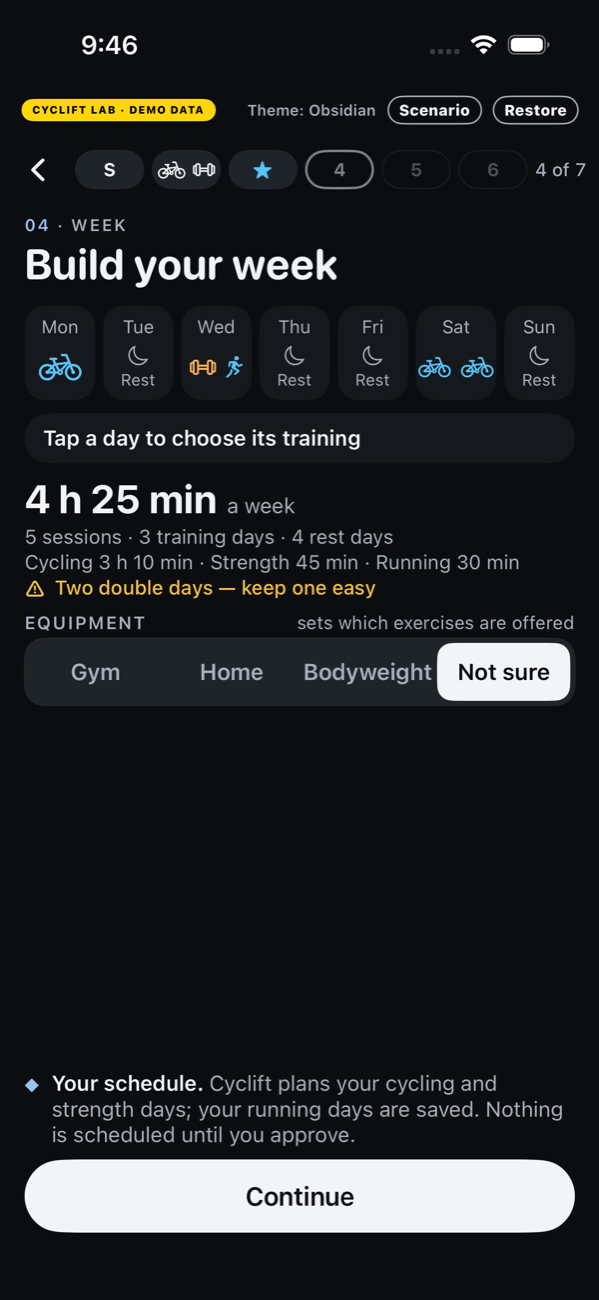 9:46
CYCLIFT LAB · DEMO DATA Theme: Obsidian Scenario Restore
S 4 5 6 4 of 7
04 · WEEK
Build your week
Mon Tue Wed Thu Fri Sat Sun
Rest Rest Rest Rest
Tap a day to choose its training
4 h 25 min a week
5 sessions · 3 training days · 4 rest days
Cycling 3 h 10 min · Strength 45 min · Running 30 min
Two double days — keep one easy
EQUIPMENT sets which exercises are offered
Gym Home Bodyweight Not sure
Your schedule. Cyclift plans your cycling and
strength days; your running days are saved. Nothing
is scheduled until you approve.
Continue